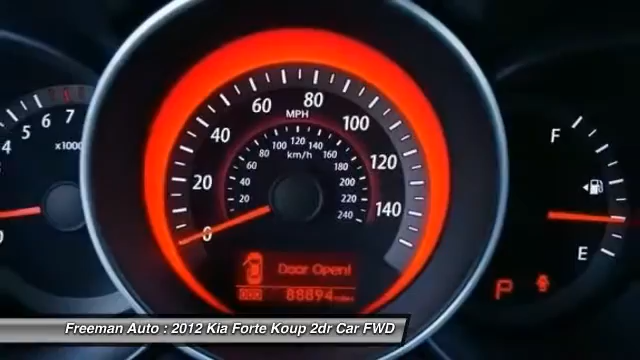 4 5 6 7
x1000
0 20 40 60 80 100 120 140
MPH
km/h
20 40 60 80 100 120 140 160 180 200 220 240
F
E
Door Open!
ODO 88894 miles
P
Freeman Auto : 2012 Kia Forte Koup 2dr Car FWD